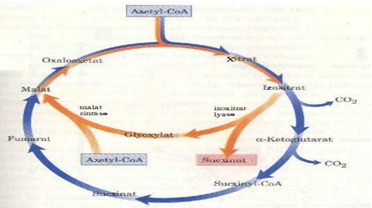 Axetyl-CoA
Oxaloaxetat
Xitrat
Malat
Izoxitrat
malat
sintase
izoxitrat
lyase
CO2
Fumarat
Glyoxylat
α-Ketoglutarat
Axetyl-CoA
Sucxinat
CO2
Sucxinat
Sucxinyl-CoA